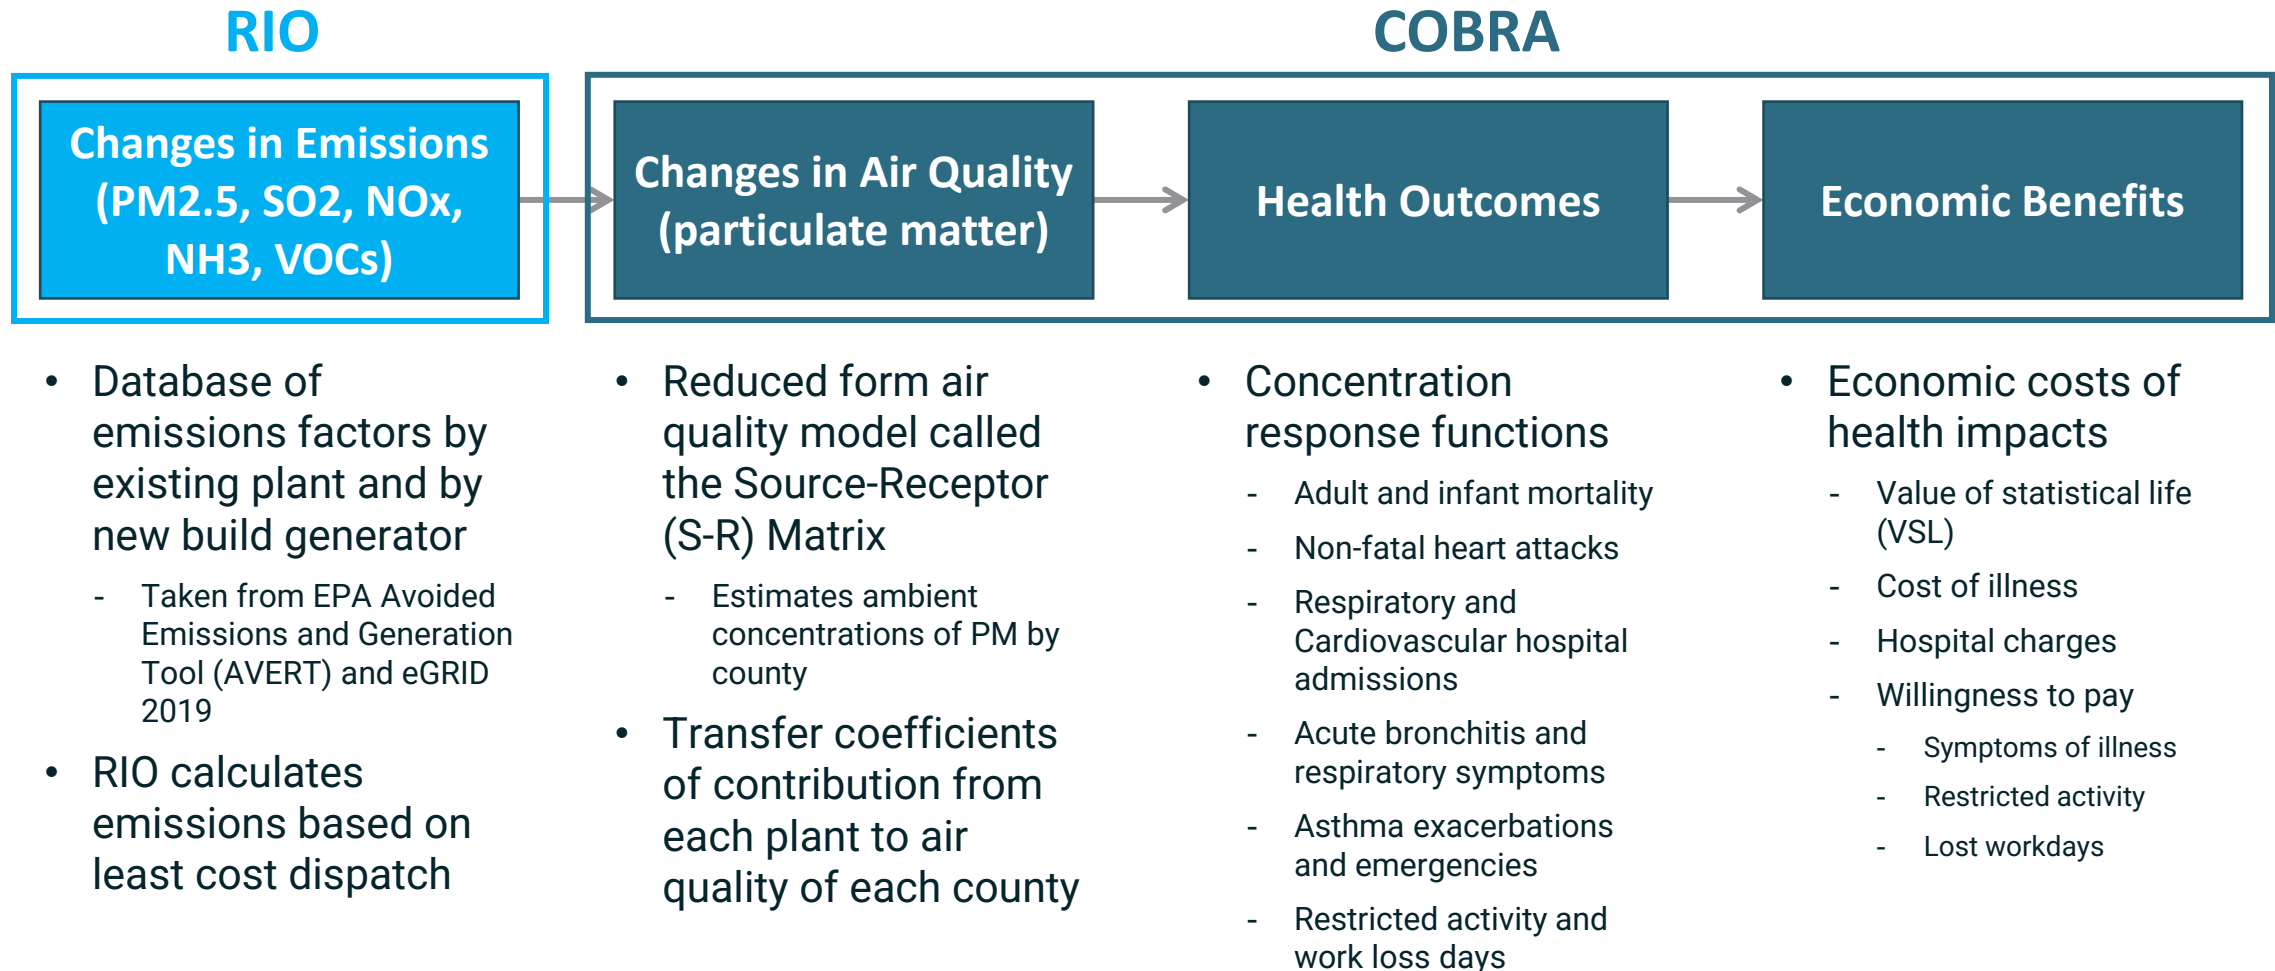 RIO
COBRA
Changes in Emissions
(PM2.5, SO2, NOx,
NH3, VOCs)
Changes in Air Quality
(particulate matter)
Health Outcomes
Economic Benefits
• Database of
emissions factors by
existing plant and by
new build generator
- Taken from EPA Avoided
Emissions and Generation
Tool (AVERT) and eGRID
2019
• RIO calculates
emissions based on
least cost dispatch
• Reduced form air
quality model called
the Source-Receptor
(S-R) Matrix
- Estimates ambient
concentrations of PM by
county
• Transfer coefficients
of contribution from
each plant to air
quality of each county
• Concentration
response functions
- Adult and infant mortality
- Non-fatal heart attacks
- Respiratory and
Cardiovascular hospital
admissions
- Acute bronchitis and
respiratory symptoms
- Asthma exacerbations
and emergencies
- Restricted activity and
work loss days
• Economic costs of
health impacts
- Value of statistical life
(VSL)
- Cost of illness
- Hospital charges
- Willingness to pay
- Symptoms of illness
- Restricted activity
- Lost workdays